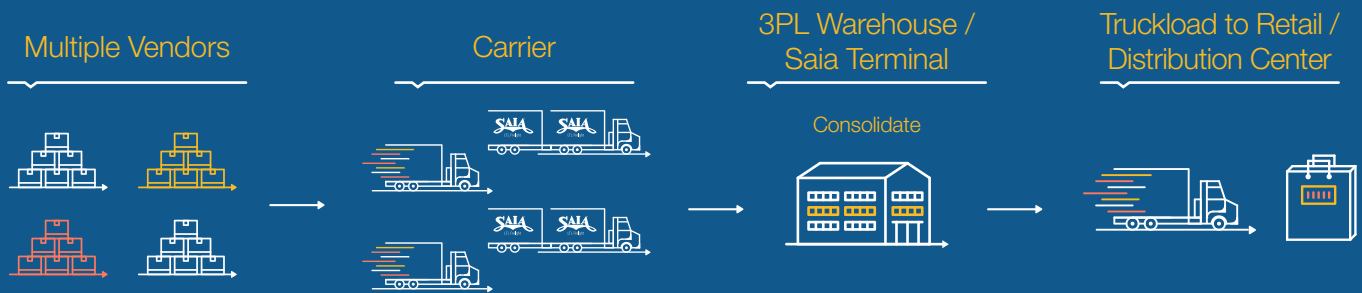 Multiple Vendors
Carrier
3PL Warehouse /
Saia Terminal
Truckload to Retail /
Distribution Center
Consolidate
SAIA SAIA
SAIA SAIA